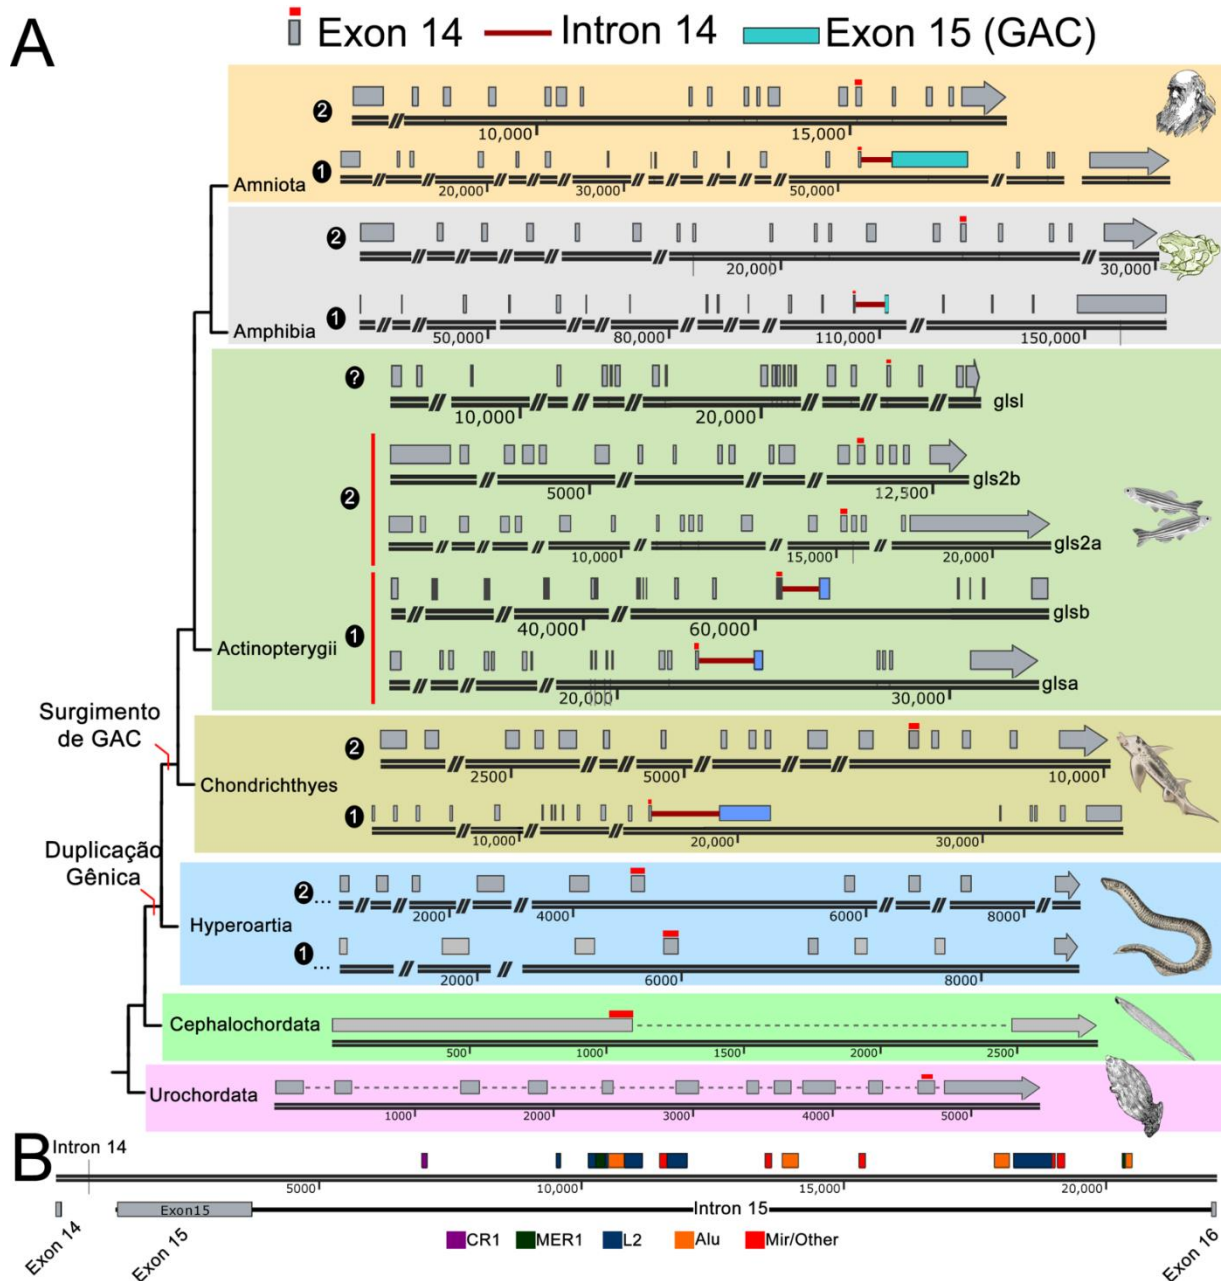 A
Exon 14 Intron 14 Exon 15 (GAC)
2
10,000 15,000
1
Amniota
20,000 30,000 50,000
2
20,000 30,000
1
Amphibia
50,000 80,000 110,000 150,000
?
glsl
10,000 20,000
gls2b
5000 12,500
2
gls2a
10,000 15,000 20,000
glsb
40,000 60,000
1
Actinopterygii
glsa
20,000 30,000
Surgimento
de GAC
2
2500 5000 10,000
Chondrichthyes
1
10,000 20,000 30,000
Duplicação
Gênica
2
...
2000 4000 6000 8000
Hyperoartia
1
...
2000 6000 8000
Cephalochordata
500 1000 1500 2000 2500
Urochordata
1000 2000 3000 4000 5000
B
Intron 14
5000 10,000 15,000 20,000
Exon15 Intron 15
Exon 14 Exon 15 Exon 16
CR1 MER1 L2 Alu Mir/Other